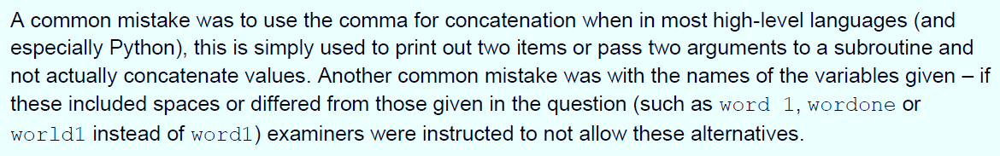 A common mistake was to use the comma for concatenation when in most high-level languages (and
especially Python), this is simply used to print out two items or pass two arguments to a subroutine and
not actually concatenate values. Another common mistake was with the names of the variables given – if
these included spaces or differed from those given in the question (such as word 1, wordone or
world1 instead of word1) examiners were instructed to not allow these alternatives.